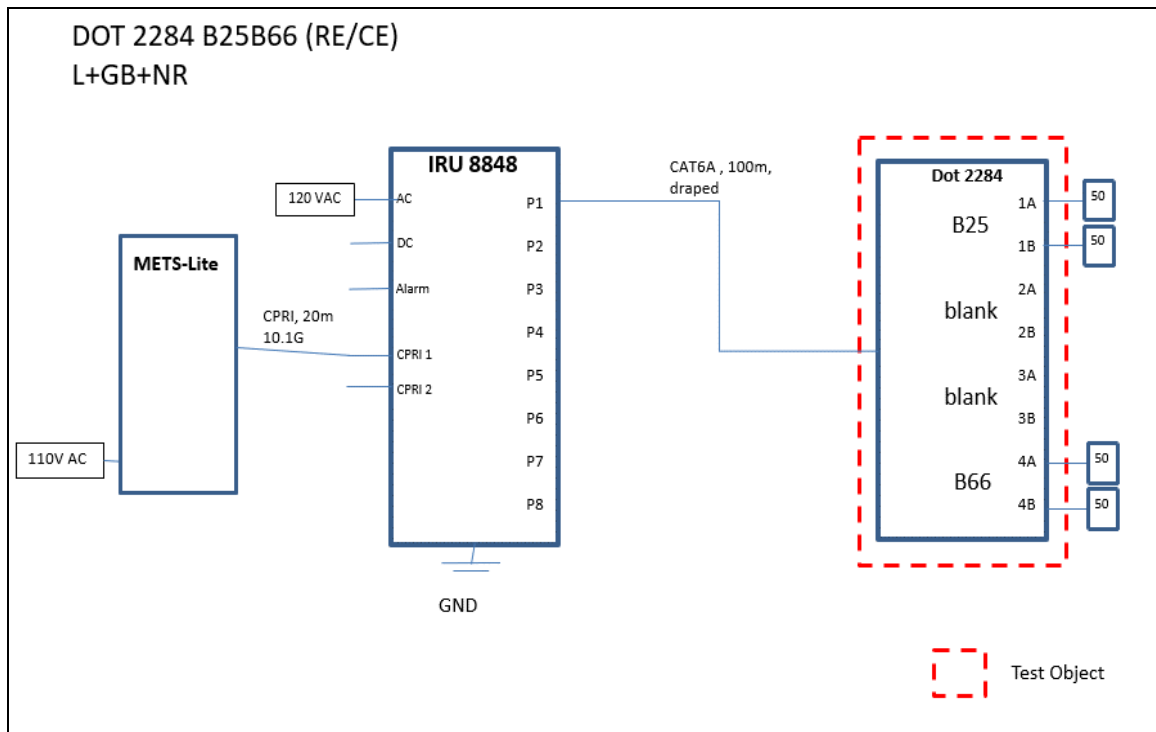 DOT 2284 B25B66 (RE/CE)
L+GB+NR
METS-Lite
110V AC
CPRI, 20m
10.1G
120 VAC
IRU 8848
AC
DC
Alarm
CPRI 1
CPRI 2
P1
P2
P3
P4
P5
P6
P7
P8
GND
CAT6A , 100m,
draped
Dot 2284
B25
blank
blank
B66
1A
1B
2A
2B
3A
3B
4A
4B
50
50
50
50
Test Object